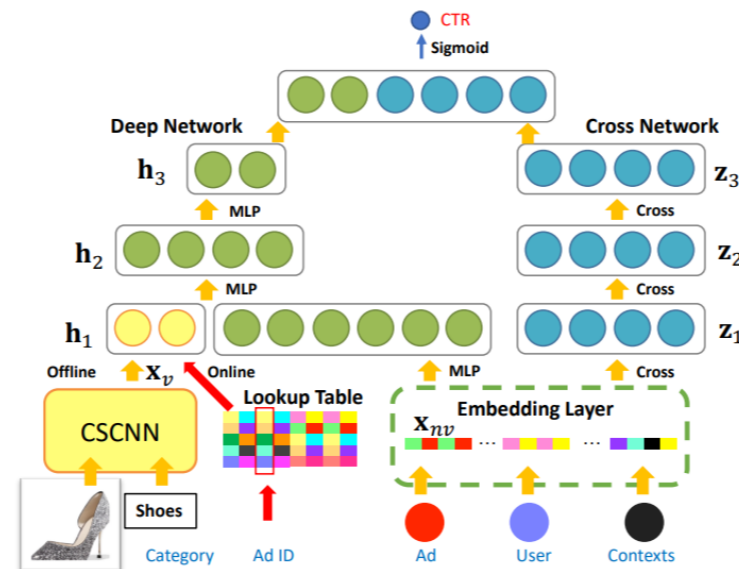 CTR
Sigmoid
Deep Network
Cross Network
h3
z3
MLP
Cross
h2
z2
MLP
Cross
h1
z1
Offline
xv
Online
MLP
Cross
Lookup Table
Embedding Layer
CSCNN
xnv
... ...
Shoes
Category
Ad ID
Ad
User
Contexts